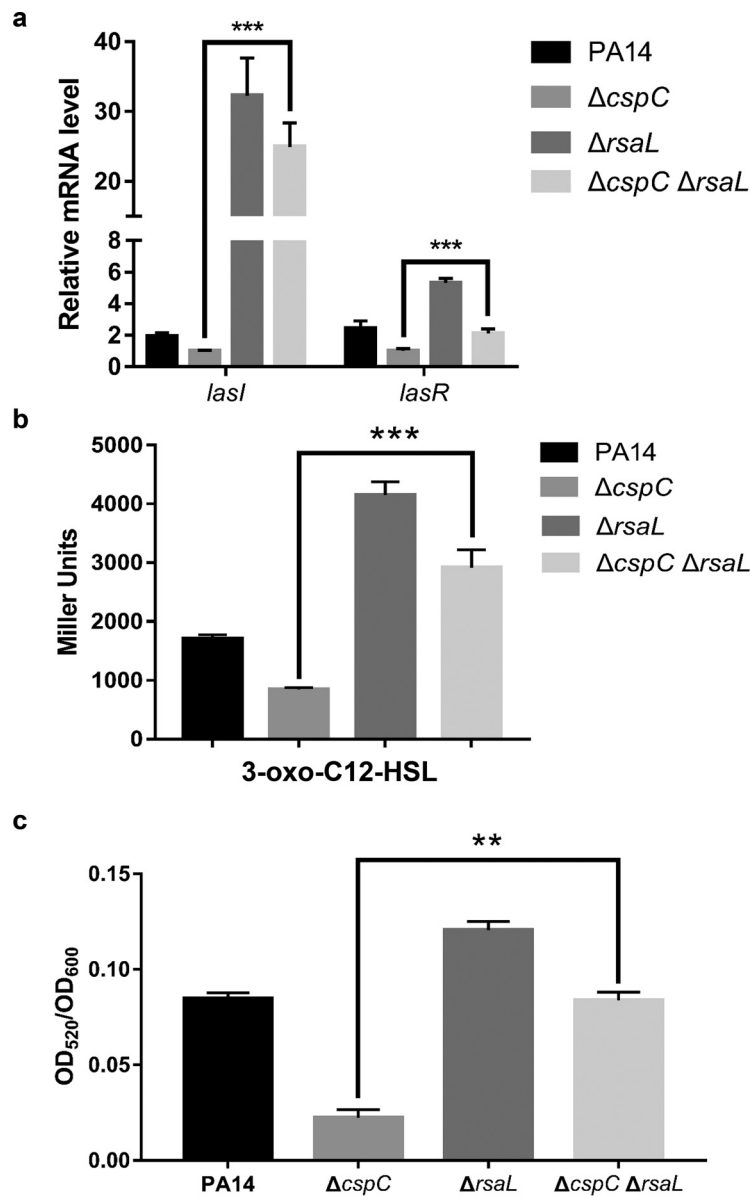 a
***
40
30
20
8
6
4
2
0
Relative mRNA level
***
lasI
lasR
PA14
ΔcspC
ΔrsaL
ΔcspC ΔrsaL
b
***
5000
4000
3000
2000
1000
0
Miller Units
3-oxo-C12-HSL
PA14
ΔcspC
ΔrsaL
ΔcspC ΔrsaL
c
**
0.15
0.10
0.05
0.00
OD520/OD600
PA14 ΔcspC ΔrsaL ΔcspC ΔrsaL